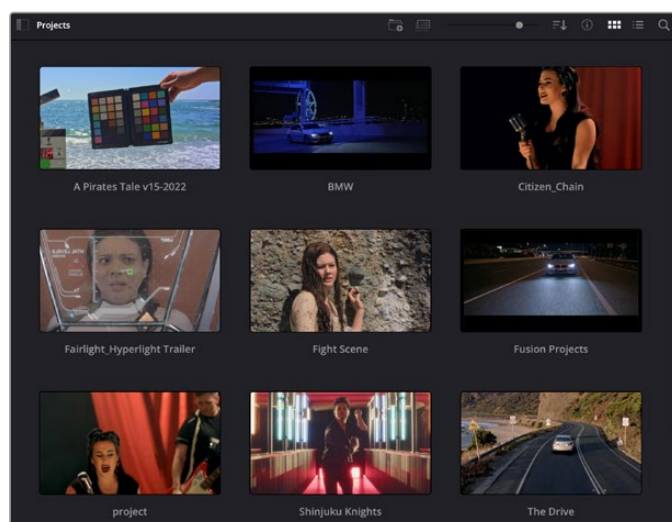 Projects
A Pirates Tale v15-2022
BMW
Citizen_Chain
Fairlight_Hyperlight Trailer
Fight Scene
Fusion Projects
project
Shinjuku Knights
The Drive